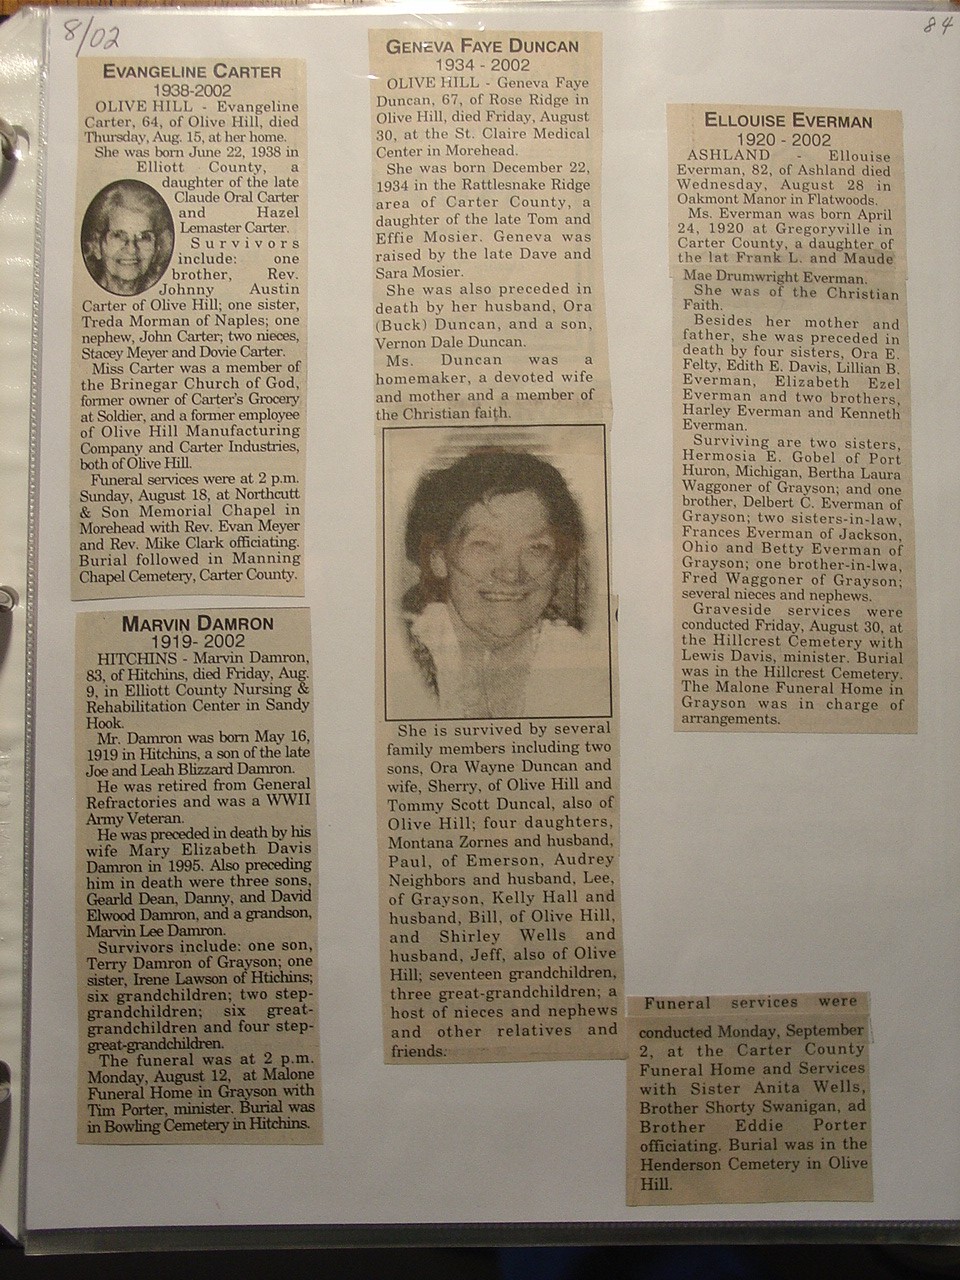 8/02
84
EVANGELINE CARTER
1938-2002
OLIVE HILL - Evangeline
Carter, 64, of Olive Hill, died
Thursday, Aug. 15, at her home.
She was born June 22, 1938 in
Elliott County, a
daughter of the late
Claude Oral Carter
and Hazel
Lemaster Carter.
Survivors
include: one
brother, Rev.
Johnny Austin
Carter of Olive Hill; one sister,
Treda Morman of Naples; one
nephew, John Carter; two nieces,
Stacey Meyer and Dovie Carter.
Miss Carter was a member of
the Brinegar Church of God,
former owner of Carter's Grocery
at Soldier, and a former employee
of Olive Hill Manufacturing
Company and Carter Industries,
both of Olive Hill.
Funeral services were at 2 p.m.
Sunday, August 18, at Northcutt
& Son Memorial Chapel in
Morehead with Rev. Evan Meyer
and Rev. Mike Clark officiating.
Burial followed in Manning
Chapel Cemetery, Carter County.
MARVIN DAMRON
1919- 2002
HITCHINS - Marvin Damron,
83, of Hitchins, died Friday, Aug.
9, in Elliott County Nursing &
Rehabilitation Center in Sandy
Hook.
Mr. Damron was born May 16,
1919 in Hitchins, a son of the late
Joe and Leah Blizzard Damron.
He was retired from General
Refractories and was a WWII
Army Veteran.
He was preceded in death by his
wife Mary Elizabeth Davis
Damron in 1995. Also preceding
him in death were three sons,
Gearld Dean, Danny, and David
Elwood Damron, and a grandson,
Marvin Lee Damron.
Survivors include: one son,
Terry Damron of Grayson; one
sister, Irene Lawson of Htichins;
six grandchildren; two step-
grandchildren; six great-
grandchildren and four step-
great-grandchildren.
The funeral was at 2 p.m.
Monday, August 12, at Malone
Funeral Home in Grayson with
Tim Porter, minister. Burial was
in Bowling Cemetery in Hitchins.
GENEVA FAYE DUNCAN
1934 - 2002
OLIVE HILL - Geneva Faye
Duncan, 67, of Rose Ridge in
Olive Hill, died Friday, August
30, at the St. Claire Medical
Center in Morehead.
She was born December 22,
1934 in the Rattlesnake Ridge
area of Carter County, a
daughter of the late Tom and
Effie Mosier. Geneva was
raised by the late Dave and
Sara Mosier.
She was also preceded in
death by her husband, Ora
(Buck) Duncan, and a son,
Vernon Dale Duncan.
Ms. Duncan was a
homemaker, a devoted wife
and mother and a member of
the Christian faith.
She is survived by several
family members including two
sons, Ora Wayne Duncan and
wife, Sherry, of Olive Hill and
Tommy Scott Duncal, also of
Olive Hill; four daughters,
Montana Zornes and husband,
Paul, of Emerson, Audrey
Neighbors and husband, Lee,
of Grayson, Kelly Hall and
husband, Bill, of Olive Hill,
and Shirley Wells and
husband, Jeff, also of Olive
Hill; seventeen grandchildren,
three great-grandchildren; a
host of nieces and nephews
and other relatives and
friends.
Funeral services were
conducted Monday, September
2, at the Carter County
Funeral Home and Services
with Sister Anita Wells,
Brother Shorty Swanigan, ad
Brother Eddie Porter
officiating. Burial was in the
Henderson Cemetery in Olive
Hill.
ELLOUISE EVERMAN
1920 - 2002
ASHLAND - Ellouise
Everman, 82, of Ashland died
Wednesday, August 28 in
Oakmont Manor in Flatwoods.
Ms. Everman was born April
24, 1920 at Gregoryville in
Carter County, a daughter of
the lat Frank L. and Maude
Mae Drumwright Everman.
She was of the Christian
Faith.
Besides her mother and
father, she was preceded in
death by four sisters, Ora E.
Felty, Edith E. Davis, Lillian B.
Everman, Elizabeth Ezel
Everman and two brothers,
Harley Everman and Kenneth
Everman.
Surviving are two sisters,
Hermosia E. Gobel of Port
Huron, Michigan, Bertha Laura
Waggoner of Grayson; and one
brother, Delbert C. Everman of
Grayson; two sisters-in-law,
Frances Everman of Jackson,
Ohio and Betty Everman of
Grayson; one brother-in-lwa,
Fred Waggoner of Grayson;
several nieces and nephews.
Graveside services were
conducted Friday, August 30, at
the Hillcrest Cemetery with
Lewis Davis, minister. Burial
was in the Hillcrest Cemetery.
The Malone Funeral Home in
Grayson was in charge of
arrangements.